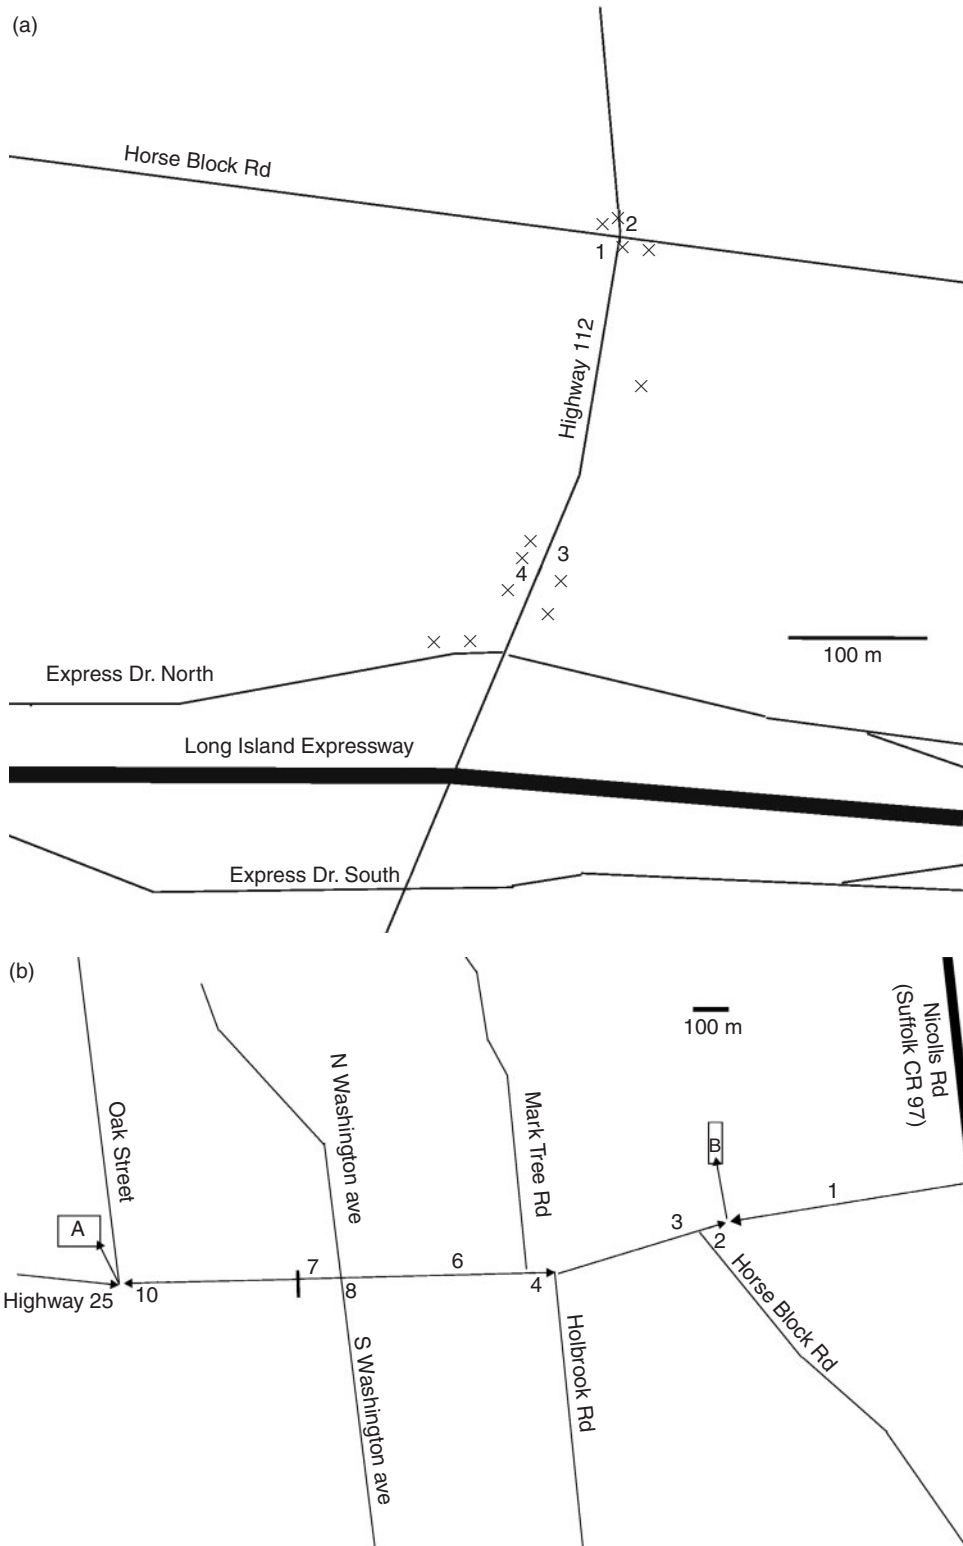 (a)
Horse Block Rd
2
1
Highway 112
3
4
100 m
Express Dr. North
Long Island Expressway
Express Dr. South
(b)
100 m
Nicolls Rd
(Suffolk CR 97)
N Washington ave
Mark Tree Rd
Oak Street
B
A
1
3
2
7
6
4
8
10
Highway 25
Horse Block Rd
Holbrook Rd
S Washington ave